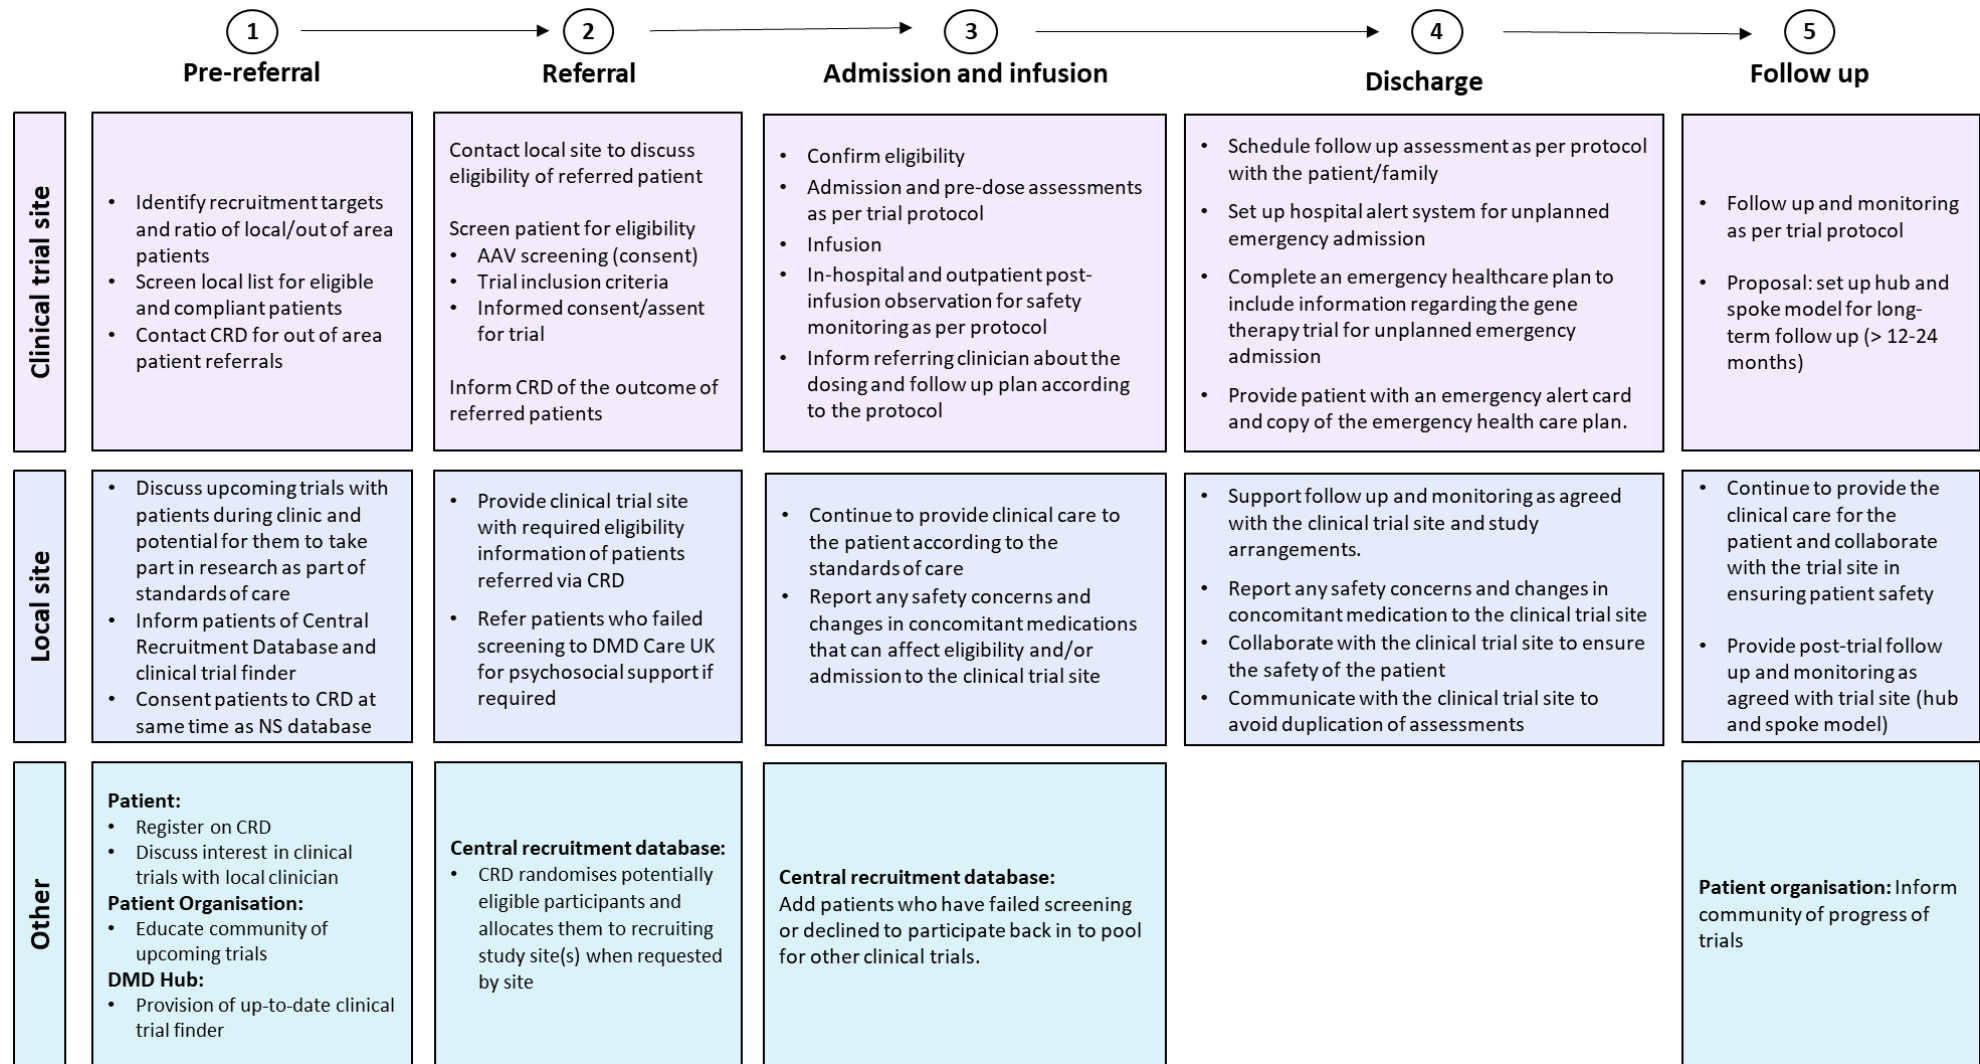 1
2
3
4
5
Pre-referral
Referral
Admission and infusion
Discharge
Follow up
Clinical trial site
• Identify recruitment targets
and ratio of local/out of area
patients
• Screen local list for eligible
and compliant patients
• Contact CRD for out of area
patient referrals
Contact local site to discuss
eligibility of referred patient
Screen patient for eligibility
• AAV screening (consent)
• Trial inclusion criteria
• Informed consent/assent
for trial
Inform CRD of the outcome of
referred patients
• Confirm eligibility
• Admission and pre-dose assessments
as per trial protocol
• Infusion
• In-hospital and outpatient post-
infusion observation for safety
monitoring as per protocol
• Inform referring clinician about the
dosing and follow up plan according
to the protocol
• Schedule follow up assessment as per protocol
with the patient/family
• Set up hospital alert system for unplanned
emergency admission
• Complete an emergency healthcare plan to
include information regarding the gene
therapy trial for unplanned emergency
admission
• Provide patient with an emergency alert card
and copy of the emergency health care plan.
• Follow up and monitoring
as per trial protocol
• Proposal: set up hub and
spoke model for long-
term follow up (> 12-24
months)
Local site
• Discuss upcoming trials with
patients during clinic and
potential for them to take
part in research as part of
standards of care
• Inform patients of Central
Recruitment Database and
clinical trial finder
• Consent patients to CRD at
same time as NS database
• Provide clinical trial site
with required eligibility
information of patients
referred via CRD
• Refer patients who failed
screening to DMD Care UK
for psychosocial support if
required
• Continue to provide clinical care to
the patient according to the
standards of care
• Report any safety concerns and
changes in concomitant medications
that can affect eligibility and/or
admission to the clinical trial site
• Support follow up and monitoring as agreed
with the clinical trial site and study
arrangements.
• Report any safety concerns and changes in
concomitant medication to the clinical trial site
• Collaborate with the clinical trial site to ensure
the safety of the patient
• Communicate with the clinical trial site to
avoid duplication of assessments
• Continue to provide the
clinical care for the
patient and collaborate
with the trial site in
ensuring patient safety
• Provide post-trial follow
up and monitoring as
agreed with trial site (hub
and spoke model)
Other
Patient:
• Register on CRD
• Discuss interest in clinical
trials with local clinician
Patient Organisation:
• Educate community of
upcoming trials
DMD Hub:
• Provision of up-to-date clinical
trial finder
Central recruitment database:
• CRD randomises potentially
eligible participants and
allocates them to recruiting
study site(s) when requested
by site
Central recruitment database:
Add patients who have failed screening
or declined to participate back in to pool
for other clinical trials.
Patient organisation: Inform
community of progress of
trials